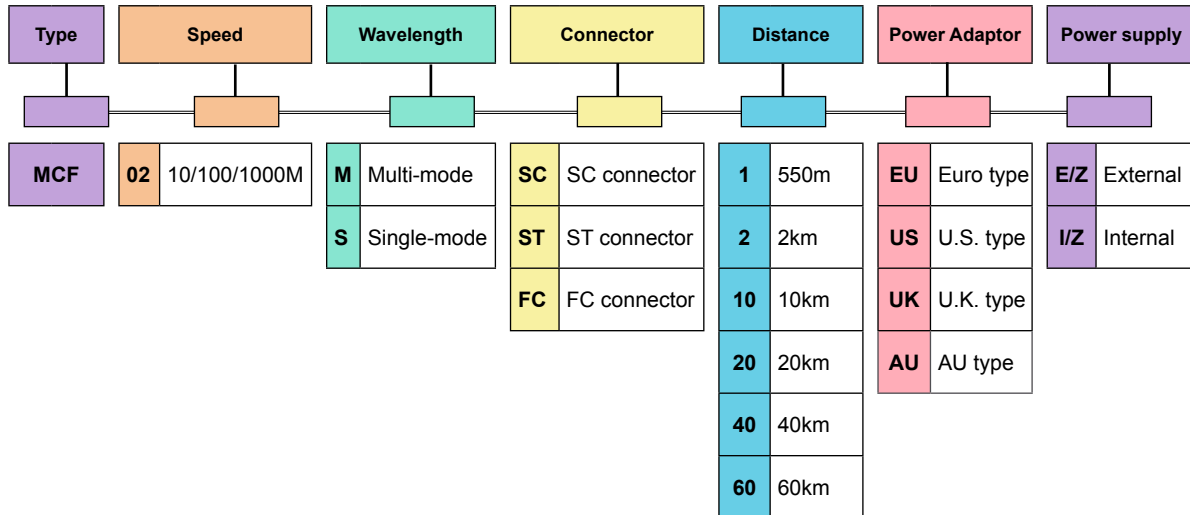 Type Speed Wavelength Connector Distance Power Adaptor Power supply
MCF 02 10/100/1000M M Multi-mode SC SC connector 1 550m EU Euro type E/Z External
S Single-mode ST ST connector 2 2km US U.S. type I/Z Internal
FC FC connector 10 10km UK U.K. type
20 20km AU AU type
40 40km
60 60km